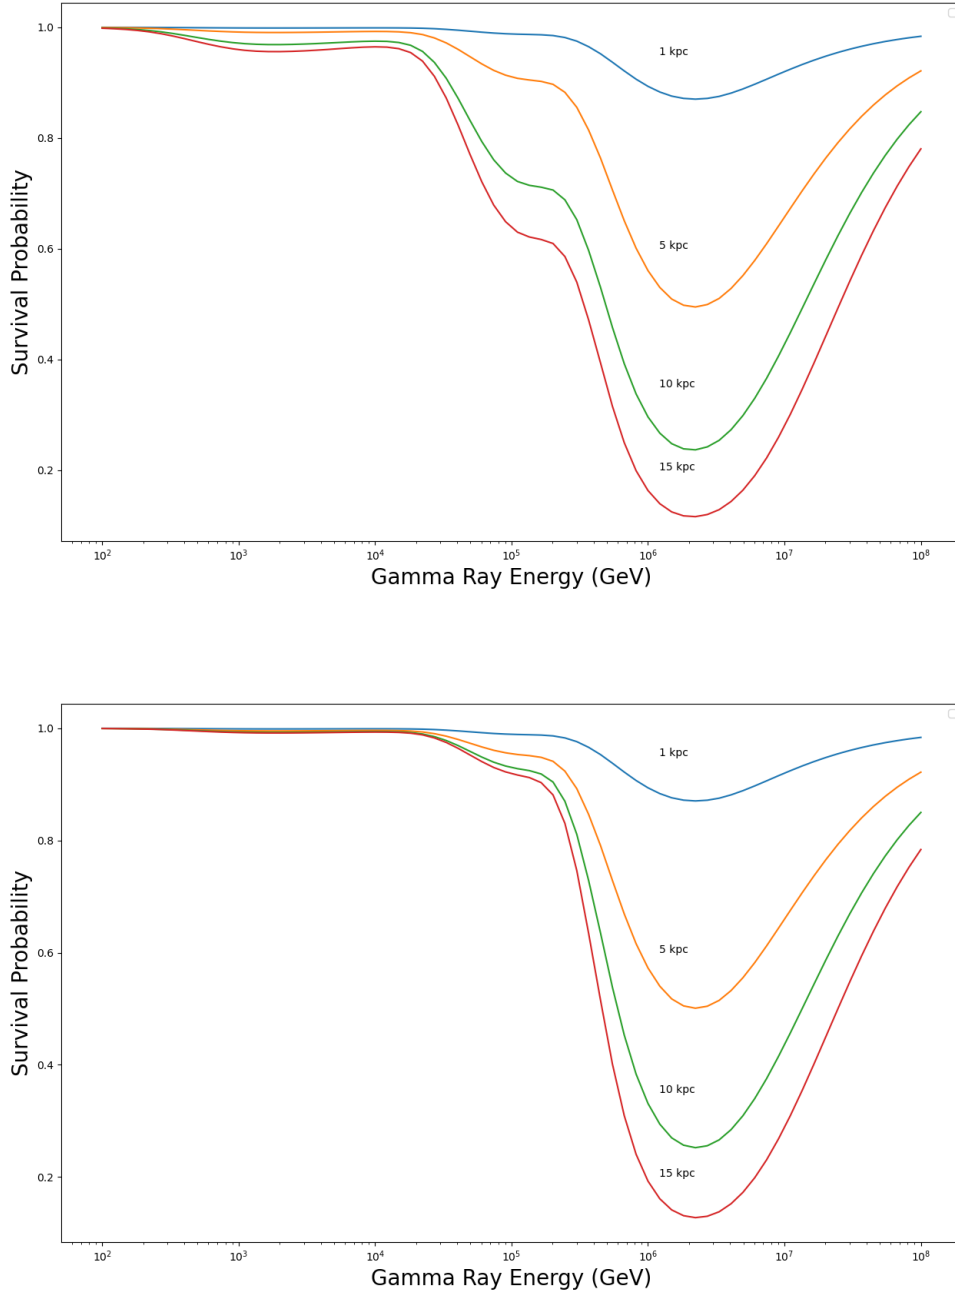 1.0
0.8
0.6
0.4
0.2
Survival Probability
1 kpc
5 kpc
10 kpc
15 kpc
10² 10³ 10⁴ 10⁵ 10⁶ 10⁷ 10⁸
Gamma Ray Energy (GeV)
1.0
0.8
0.6
0.4
0.2
Survival Probability
1 kpc
5 kpc
10 kpc
15 kpc
10² 10³ 10⁴ 10⁵ 10⁶ 10⁷ 10⁸
Gamma Ray Energy (GeV)